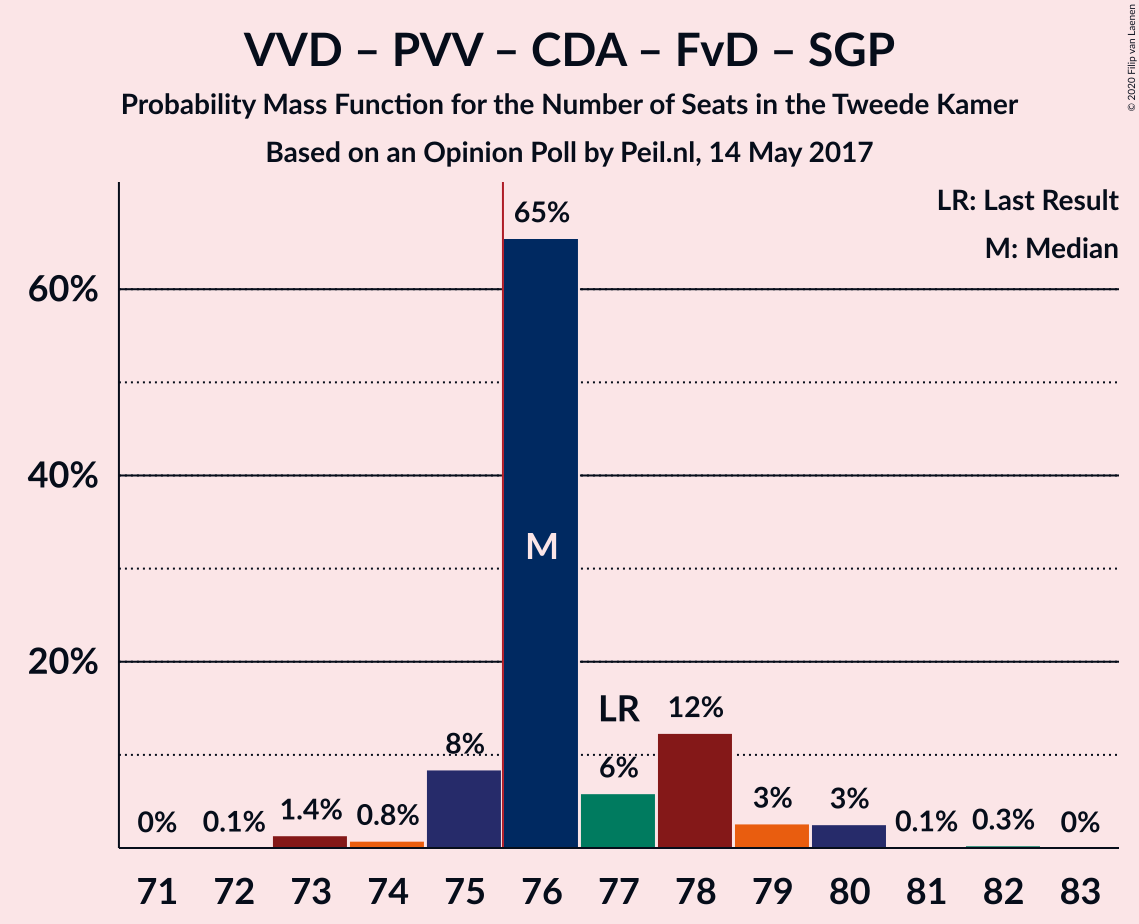 VVD – PVV – CDA – FvD – SGP
Probability Mass Function for the Number of Seats in the Tweede Kamer
Based on an Opinion Poll by Peil.nl, 14 May 2017
© 2020 Filip van Laenen
LR: Last Result
M: Median
60%
40%
20%
0%
0.1%
1.4%
0.8%
8%
65%
M
LR
6%
12%
3%
3%
0.1%
0.3%
0%
71 72 73 74 75 76 77 78 79 80 81 82 83